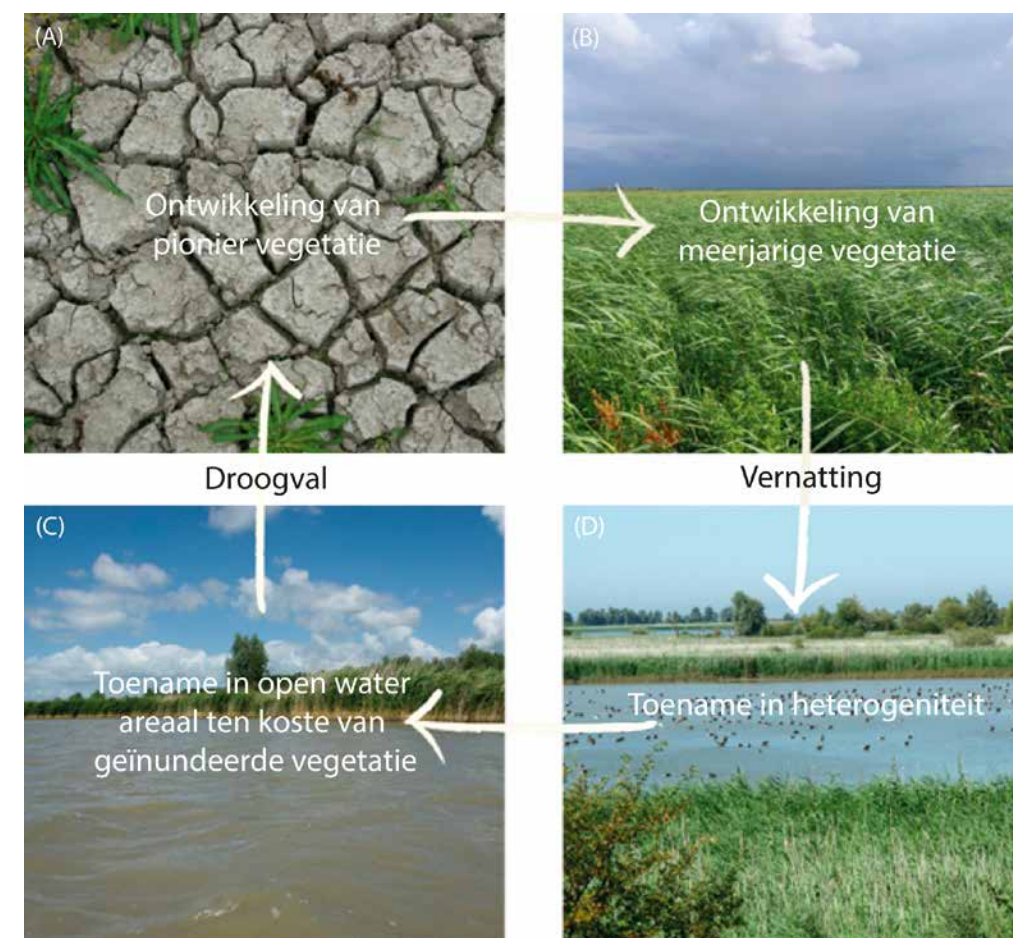 (A)
Ontwikkeling van
pionier vegetatie
(B)
Ontwikkeling van
meerjarige vegetatie
Droogval
Vernatting
(C)
Toename in open water
areaal ten koste van
geïnundeerde vegetatie
(D)
Toename in heterogeniteit